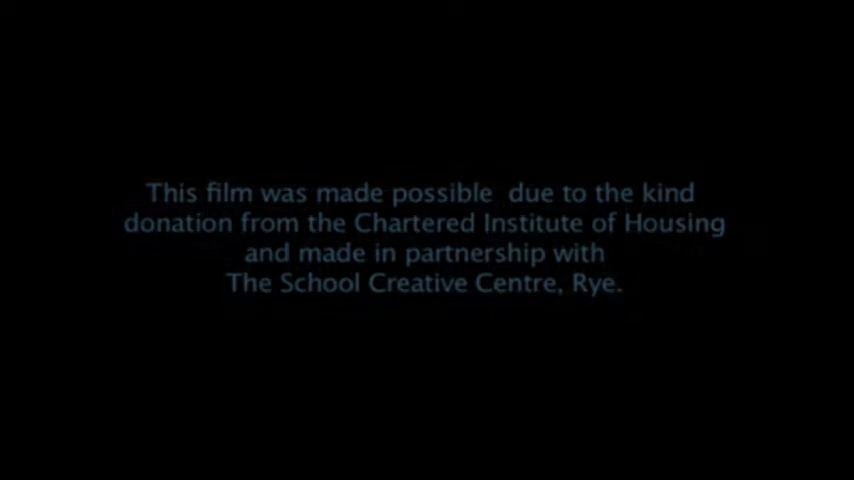 This film was made possible  due to the kind
donation from the Chartered Institute of Housing
and made in partnership with
The School Creative Centre, Rye.